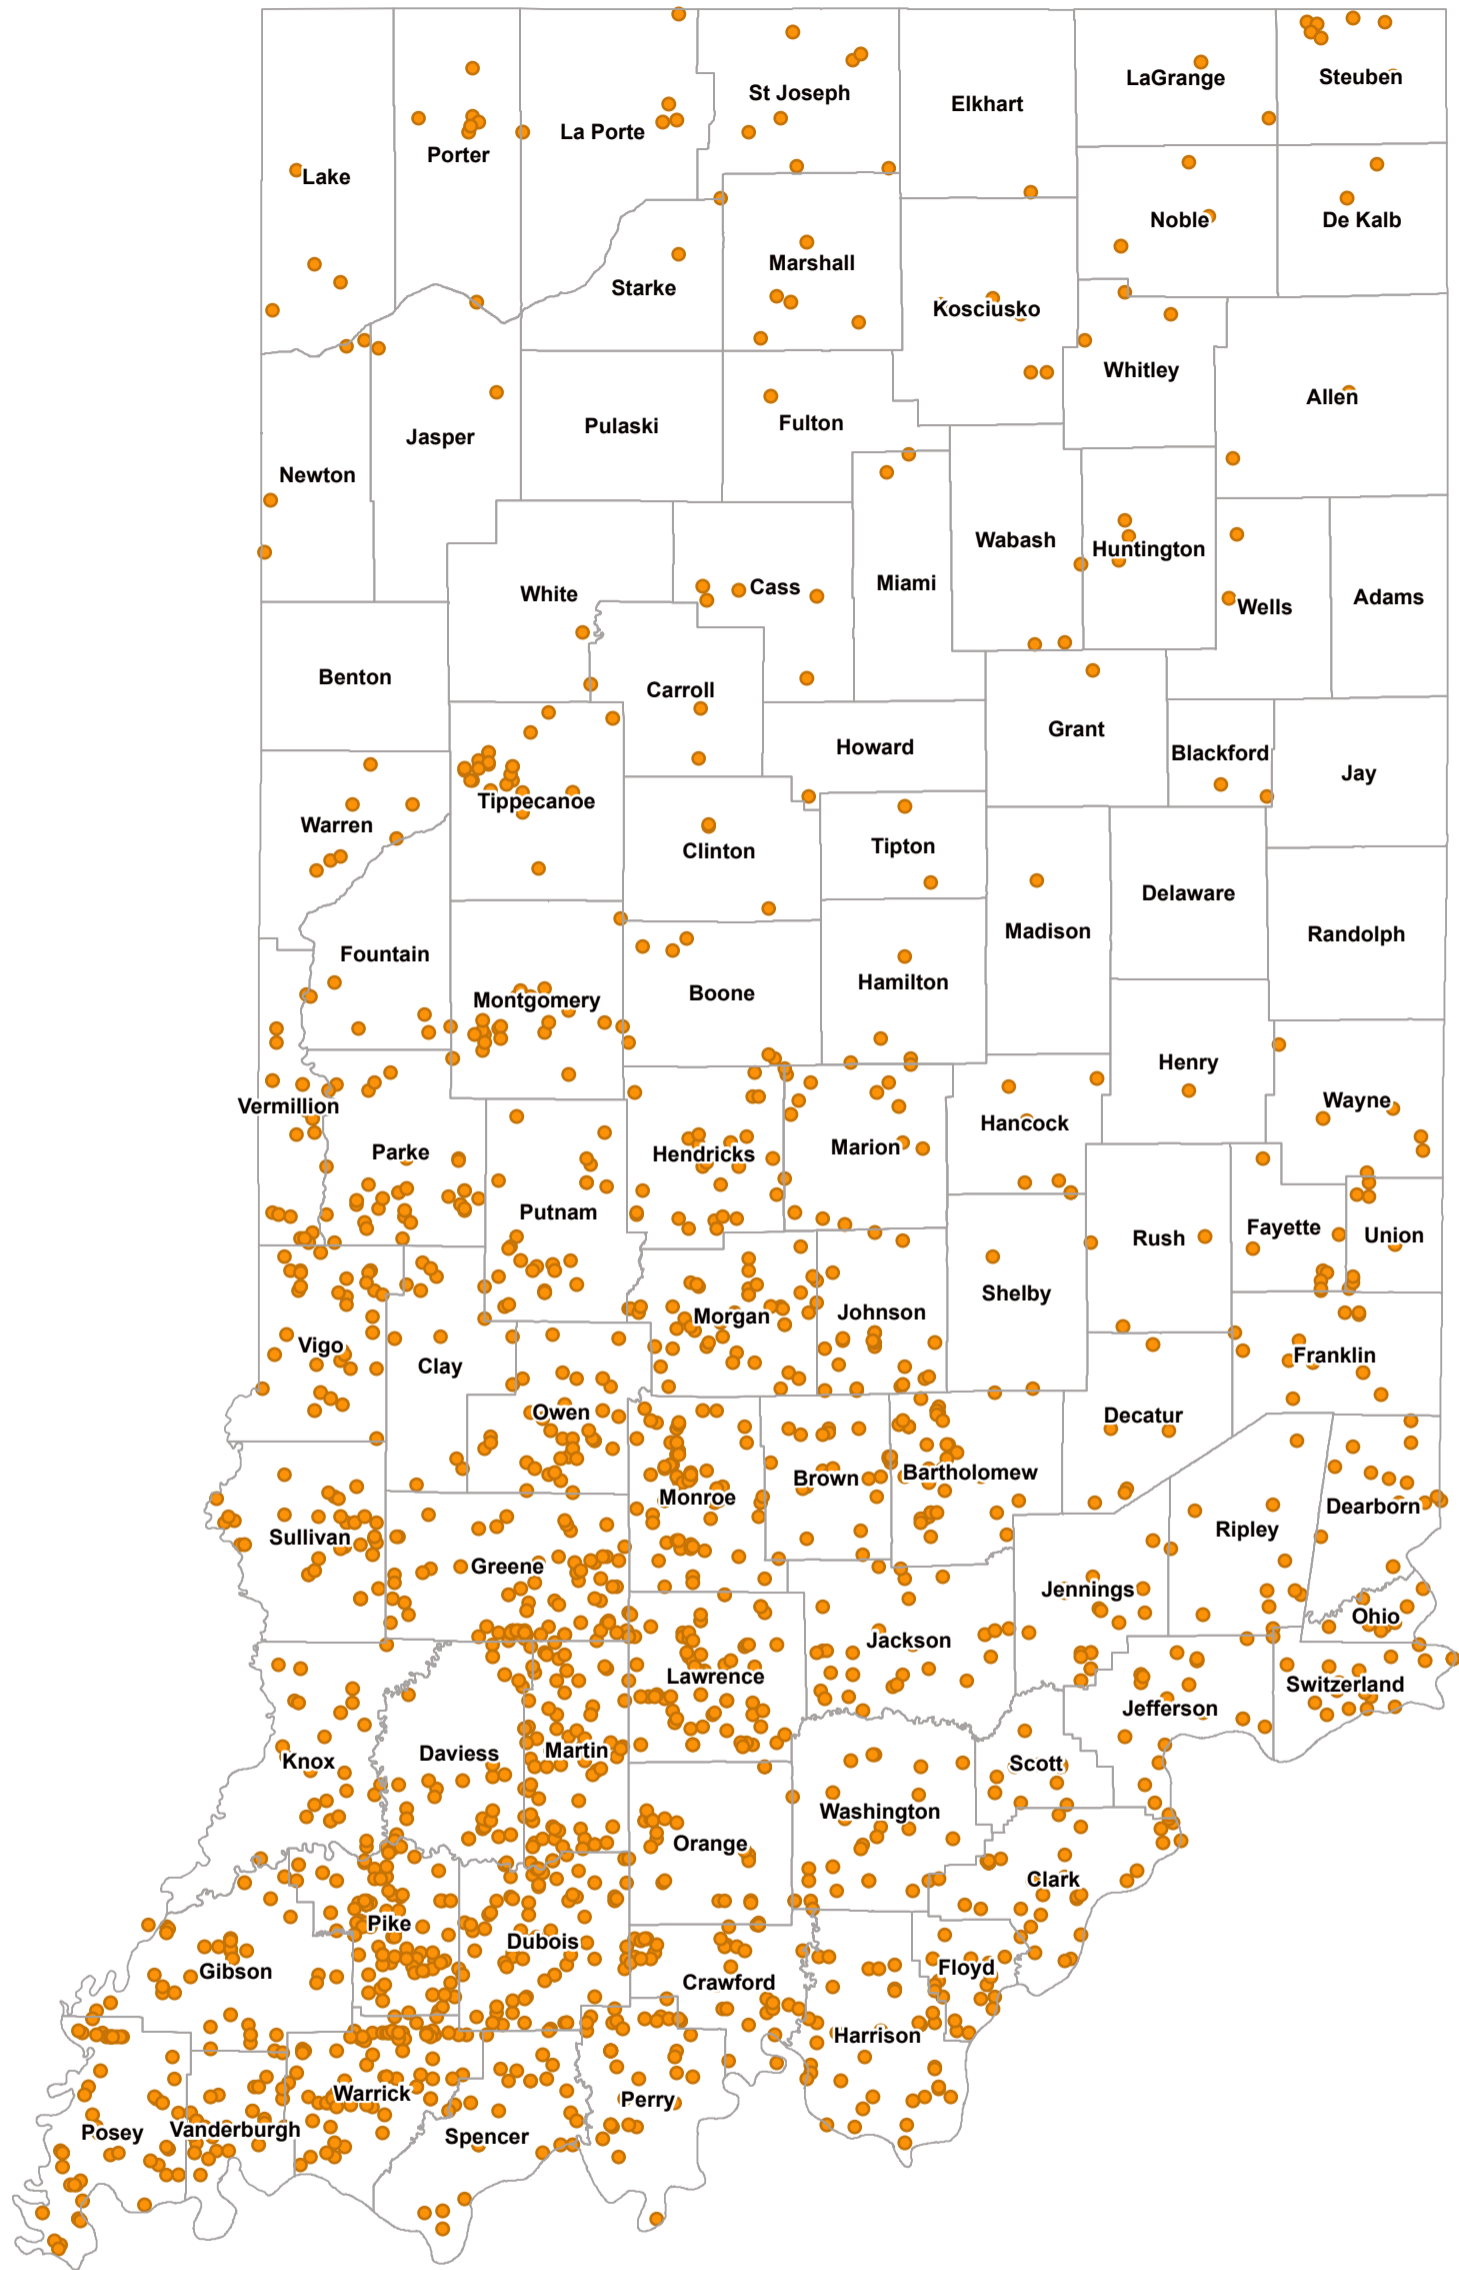 LaGrange
Steuben
St Joseph
Elkhart
La Porte
Porter
Lake
Noble
De Kalb
Marshall
Starke
Kosciusko
Whitley
Allen
Fulton
Pulaski
Jasper
Newton
Wabash
Huntington
Miami
Cass
White
Wells
Adams
Benton
Carroll
Grant
Howard
Blackford
Jay
Tippecanoe
Warren
Clinton
Tipton
Delaware
Madison
Randolph
Fountain
Hamilton
Boone
Montgomery
Henry
Wayne
Vermillion
Hancock
Marion
Hendricks
Parke
Putnam
Fayette
Union
Rush
Shelby
Johnson
Morgan
Vigo
Franklin
Clay
Owen
Decatur
Bartholomew
Brown
Monroe
Dearborn
Ripley
Sullivan
Greene
Jennings
Ohio
Jackson
Lawrence
Switzerland
Jefferson
Martin
Daviess
Knox
Scott
Washington
Orange
Clark
Pike
Dubois
Floyd
Gibson
Crawford
Harrison
Warrick
Perry
Vanderburgh
Posey
Spencer